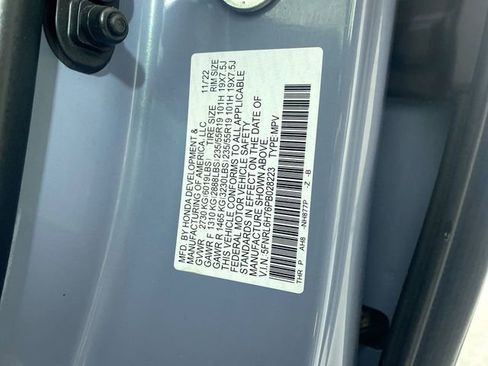 MFD. BY HONDA DEVELOPMENT & 11/22
MANUFACTURING OF AMERICA, LLC
GVWR 2730 KG(6019LBS) TIRE SIZE RIM SIZE
GAWR F 1310 KG(2888LBS)235/55R19 101H 19X7.5J
GAWR R 1465 KG(3230LBS)235/55R19 101H 19X7.5J
THIS VEHICLE CONFORMS TO ALL APPLICABLE
FEDERAL MOTOR VEHICLE SAFETY
STANDARDS IN EFFECT ON THE DATE OF
MANUFACTURE SHOWN ABOVE.
V.I.N: 5FNRL6H76PB028223 TYPE: MPV
THR P AH8 -NH877P -Z -B